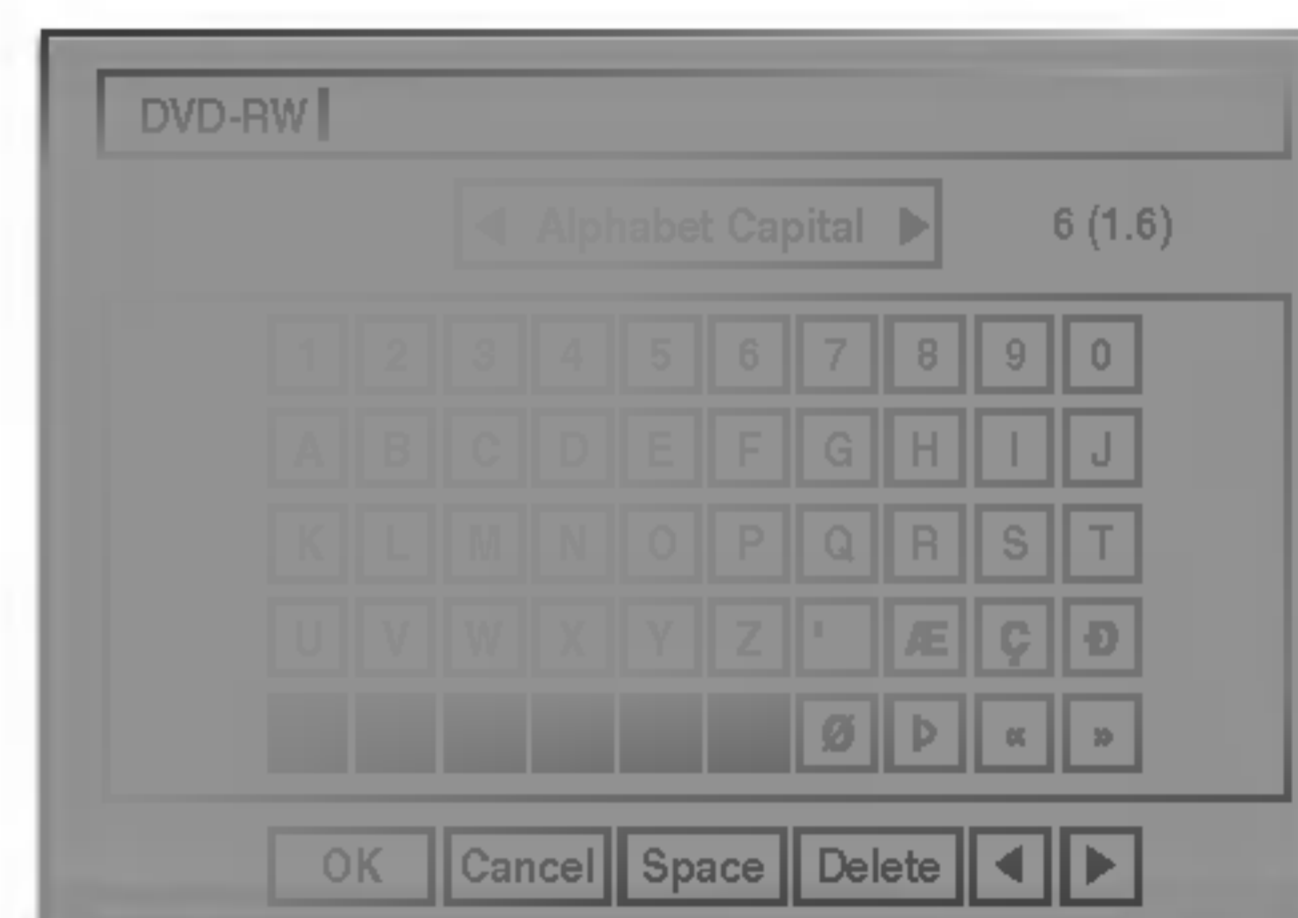 DVD-RW
◀ Alphabet Capital ▶ 6 (1.6)
1 2 3 4 5 6 7 8 9 0
A B C D E F G H I J
K L M N O P Q R S T
U V W X Y Z ' Æ Ç Ð
Ø Þ « »
OK Cancel Space Delete ◀ ▶